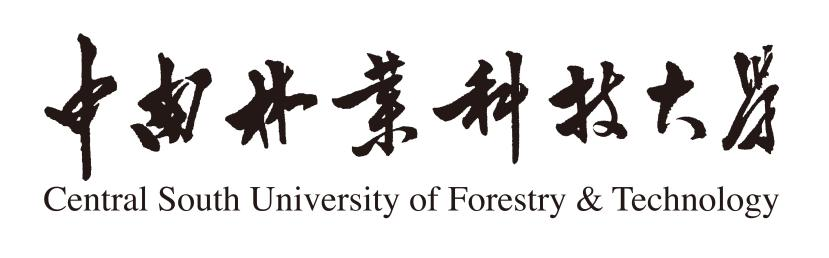 中南林業科技大學
Central South University of Forestry & Technology